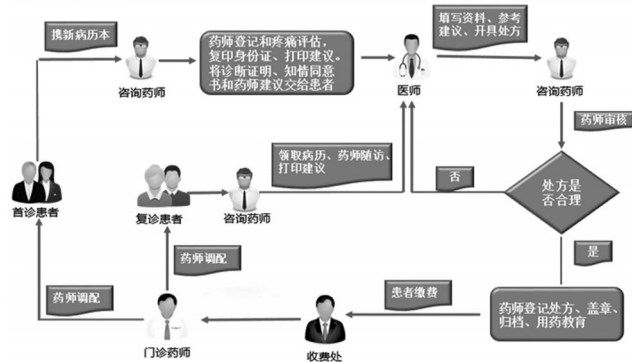 携新病历本
咨询药师
药师登记和疼痛评估,
复印身份证、打印建议。
将诊断证明、知情同意
书和药师建议交给患者
医师
填写资料、参考
建议、开具处方
咨询药师
药师审核
首诊患者
复诊患者
咨询药师
领取病历、药师随访、
打印建议
否
处方是
否合理
是
药师调配
药师调配
门诊药师
收费处
患者缴费
药师登记处方、盖章、
归档、用药教育